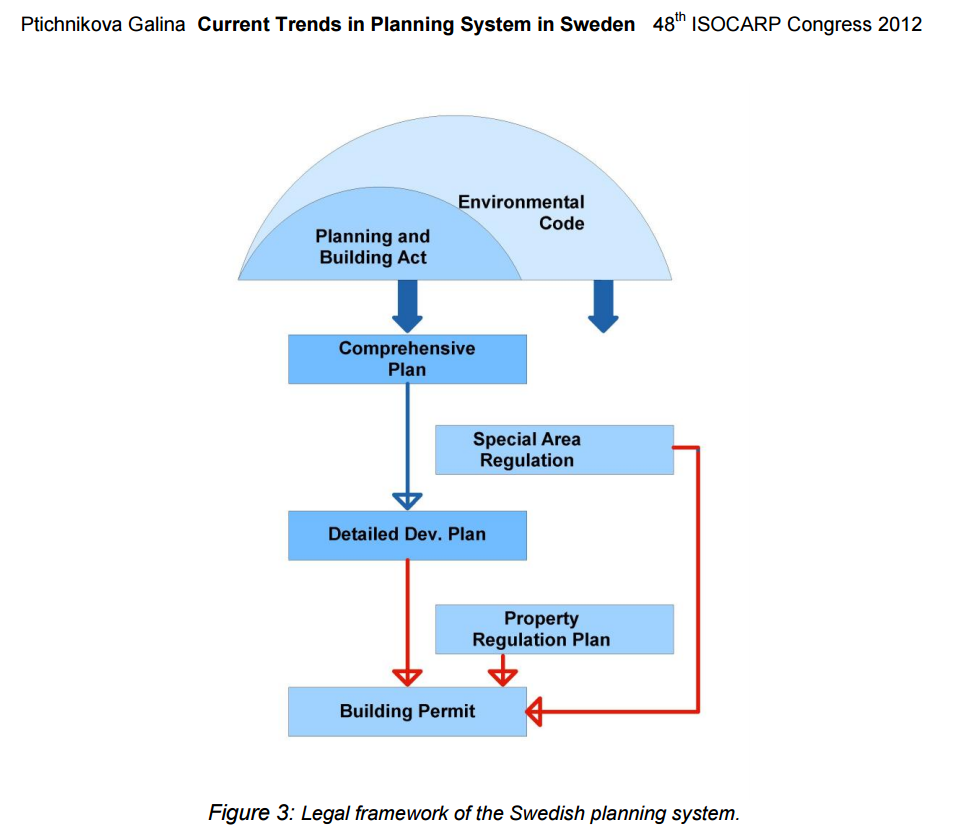 Ptichnikova Galina Current Trends in Planning System in Sweden 48th ISOCARP Congress 2012
Environmental
Code
Planning and
Building Act
Comprehensive
Plan
Special Area
Regulation
Detailed Dev. Plan
Property
Regulation Plan
Building Permit
Figure 3: Legal framework of the Swedish planning system.